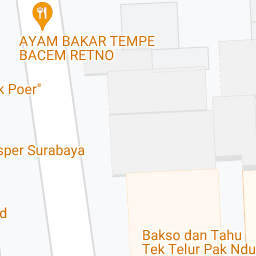 AYAM BAKAR TEMPE
BACEM RETNO
k Poer"
sper Surabaya
d
Bakso dan Tahu
Tek Telur Pak Ndu